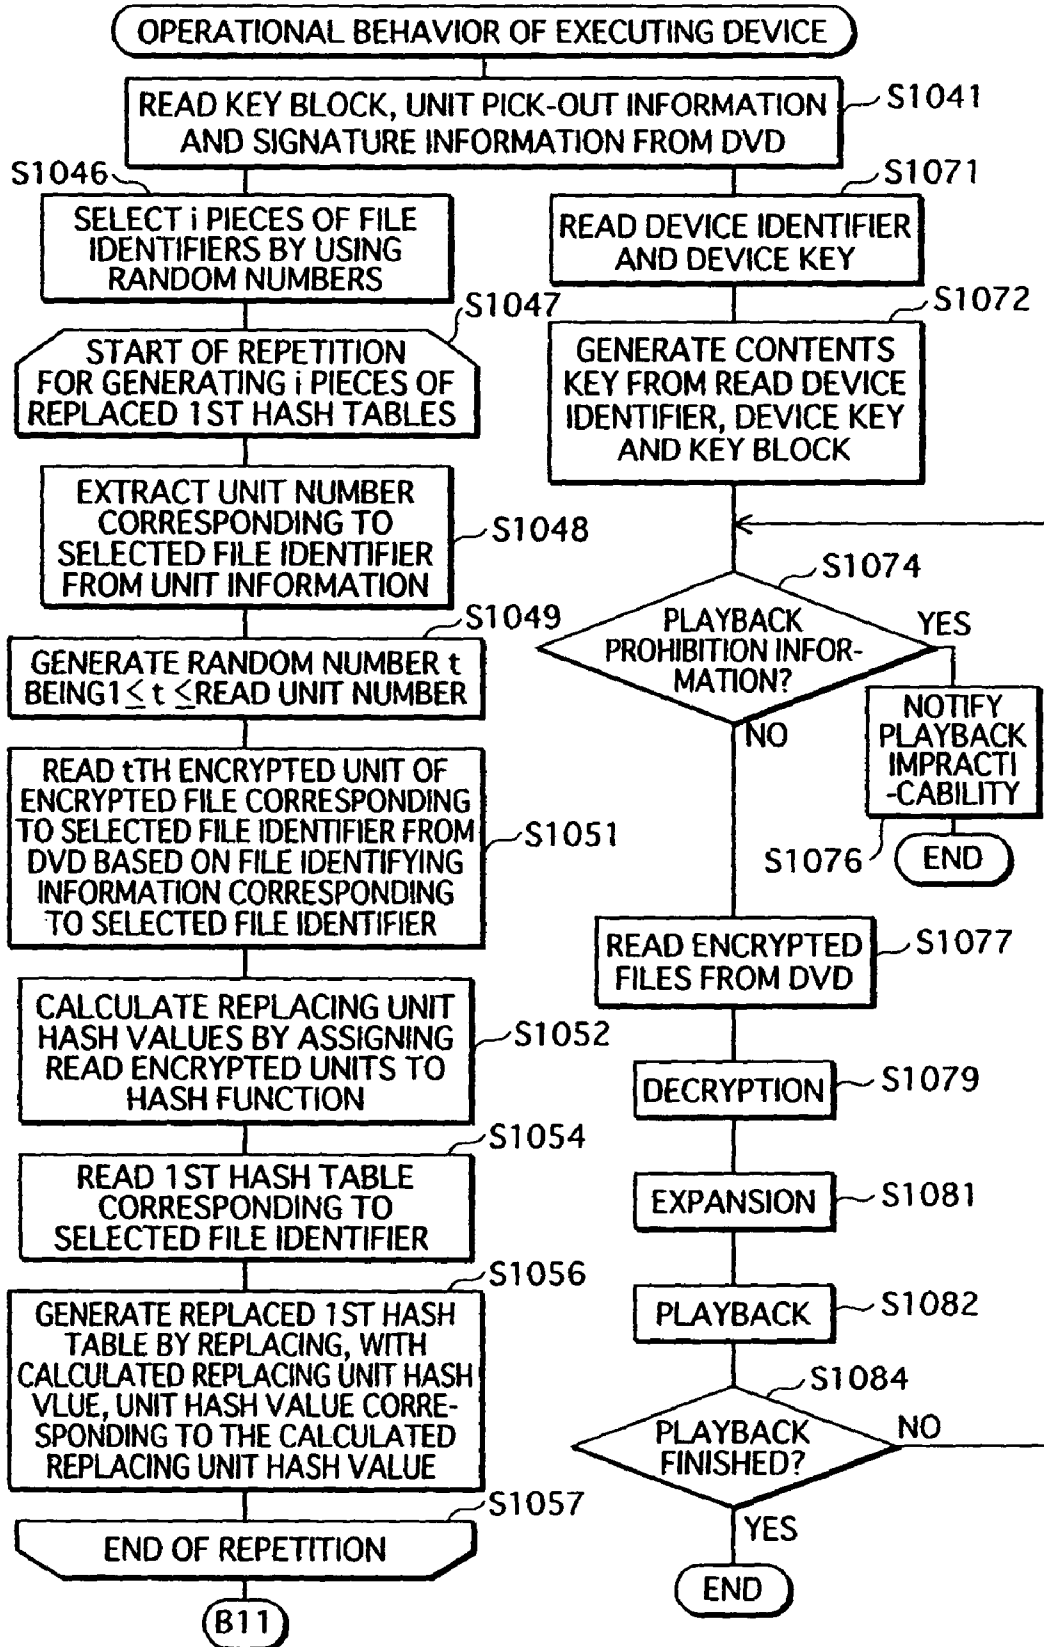 OPERATIONAL BEHAVIOR OF EXECUTING DEVICE
READ KEY BLOCK, UNIT PICK-OUT INFORMATION
AND SIGNATURE INFORMATION FROM DVD
S1041
S1046
SELECT i PIECES OF FILE
IDENTIFIERS BY USING
RANDOM NUMBERS
S1047
START OF REPETITION
FOR GENERATING i PIECES OF
REPLACED 1ST HASH TABLES
EXTRACT UNIT NUMBER
CORRESPONDING TO
SELECTED FILE IDENTIFIER
FROM UNIT INFORMATION
S1048
S1049
GENERATE RANDOM NUMBER t
BEING1≤ t ≤READ UNIT NUMBER
READ tTH ENCRYPTED UNIT OF
ENCRYPTED FILE CORRESPONDING
TO SELECTED FILE IDENTIFIER FROM
DVD BASED ON FILE IDENTIFYING
INFORMATION CORRESPONDING
TO SELECTED FILE IDENTIFIER
S1051
CALCULATE REPLACING UNIT
HASH VALUES BY ASSIGNING
READ ENCRYPTED UNITS TO
HASH FUNCTION
S1052
S1054
READ 1ST HASH TABLE
CORRESPONDING TO
SELECTED FILE IDENTIFIER
S1056
GENERATE REPLACED 1ST HASH
TABLE BY REPLACING, WITH
CALCULATED REPLACING UNIT HASH
VLUE, UNIT HASH VALUE CORRE-
SPONDING TO THE CALCULATED
REPLACING UNIT HASH VALUE
S1057
END OF REPETITION
B11
S1071
READ DEVICE IDENTIFIER
AND DEVICE KEY
S1072
GENERATE CONTENTS
KEY FROM READ DEVICE
IDENTIFIER, DEVICE KEY
AND KEY BLOCK
S1074
PLAYBACK
PROHIBITION INFOR-
MATION?
YES
NO
NOTIFY
PLAYBACK
IMPRACTI
-CABILITY
S1076
END
READ ENCRYPTED
FILES FROM DVD
S1077
DECRYPTION
S1079
EXPANSION
S1081
PLAYBACK
S1082
S1084
PLAYBACK
FINISHED?
NO
YES
END